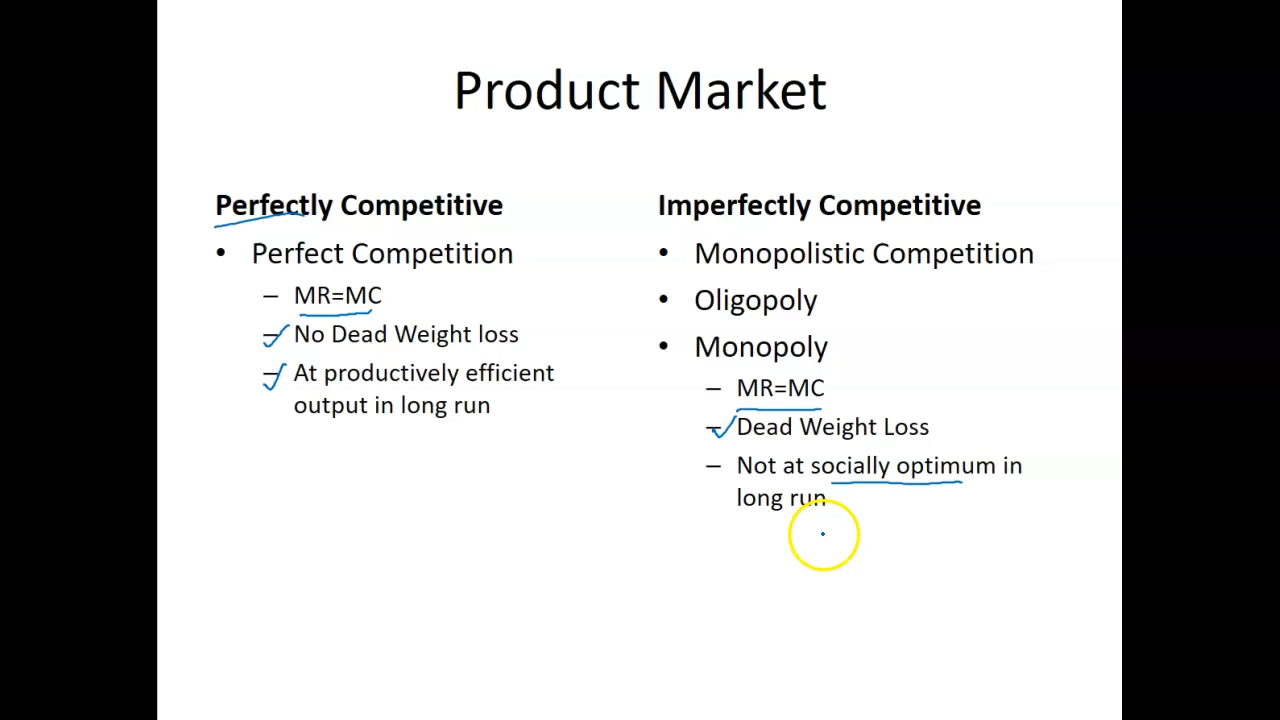 Product Market
Perfectly Competitive
• Perfect Competition
– MR=MC
– No Dead Weight loss
– At productively efficient
output in long run
Imperfectly Competitive
• Monopolistic Competition
• Oligopoly
• Monopoly
– MR=MC
– Dead Weight Loss
– Not at socially optimum in
long run